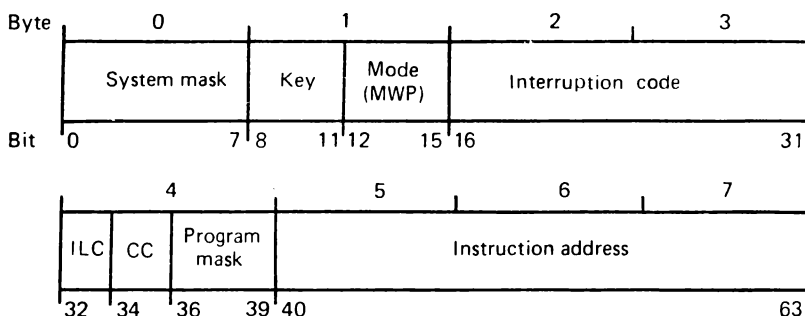 Byte 0 1 2 3
System mask Key Mode (MWP) Interruption code
Bit 0 7 8 11 12 15 16 31
4 5 6 7
ILC CC Program mask Instruction address
32 34 36 39 40 63